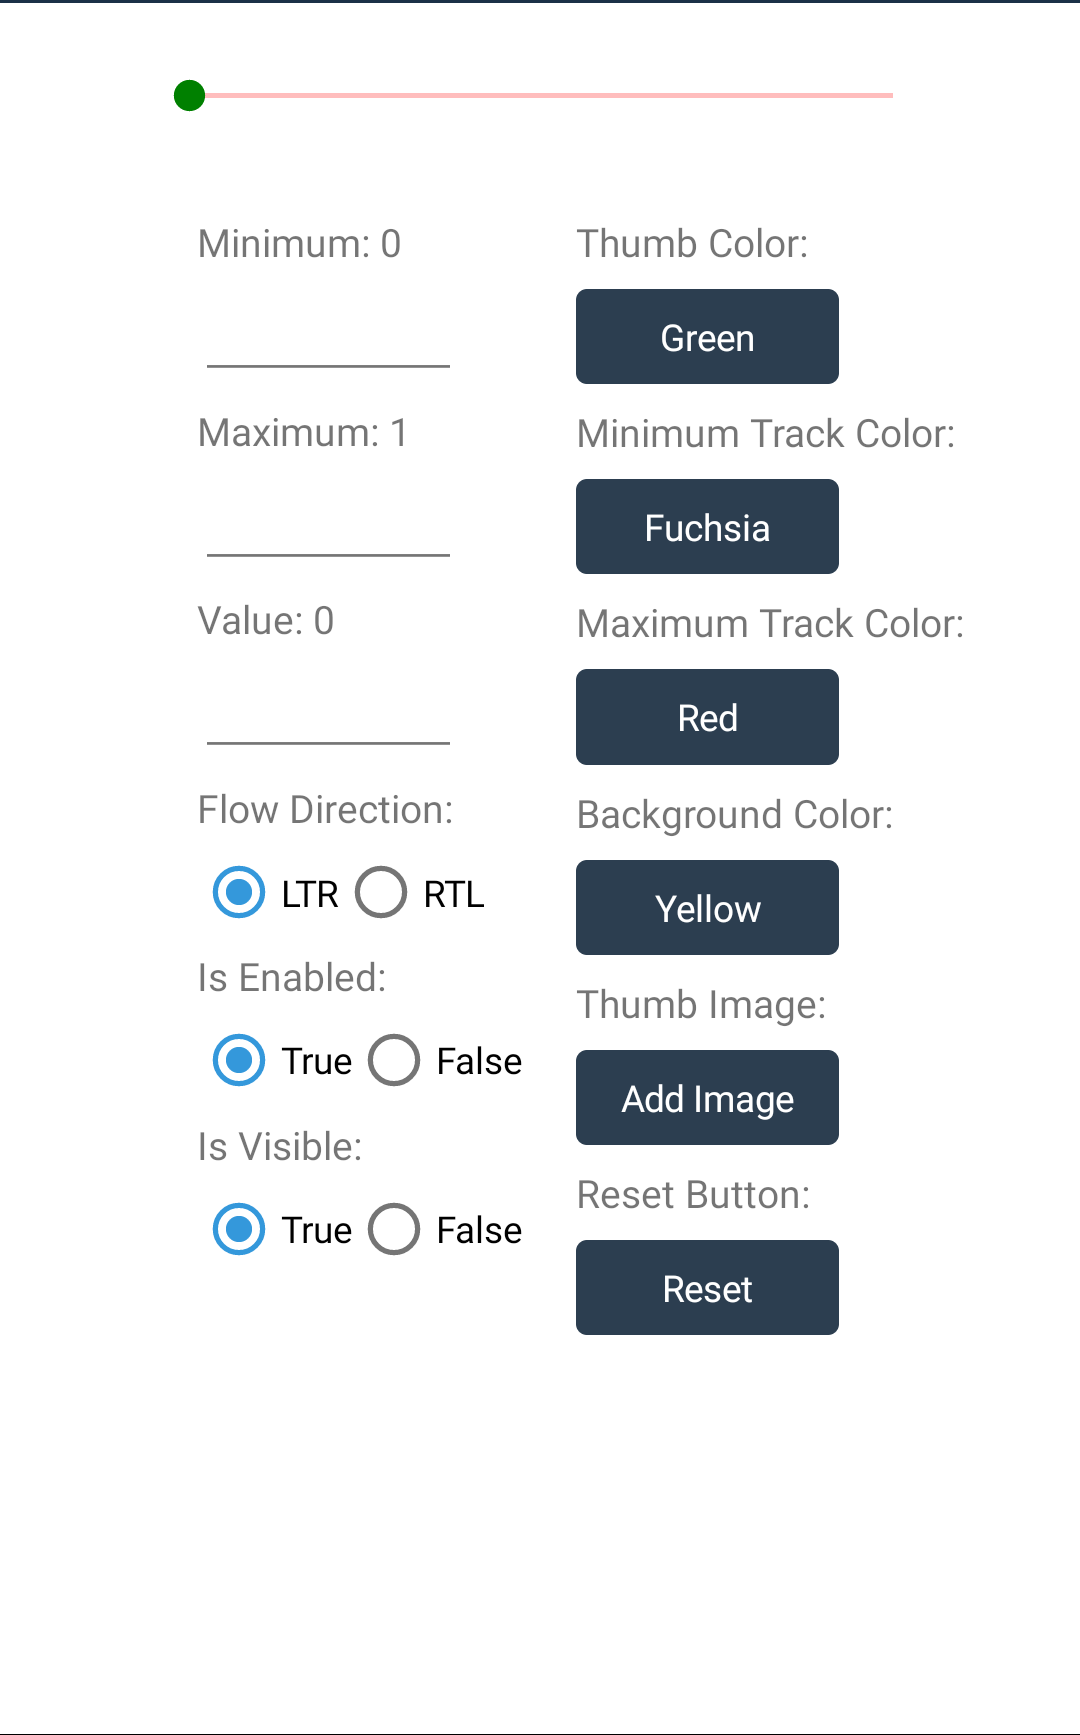 Minimum: 0
Maximum: 1
Value: 0
Flow Direction:
LTR RTL
Is Enabled:
True False
Is Visible:
True False
Thumb Color:
Green
Minimum Track Color:
Fuchsia
Maximum Track Color:
Red
Background Color:
Yellow
Thumb Image:
Add Image
Reset Button:
Reset